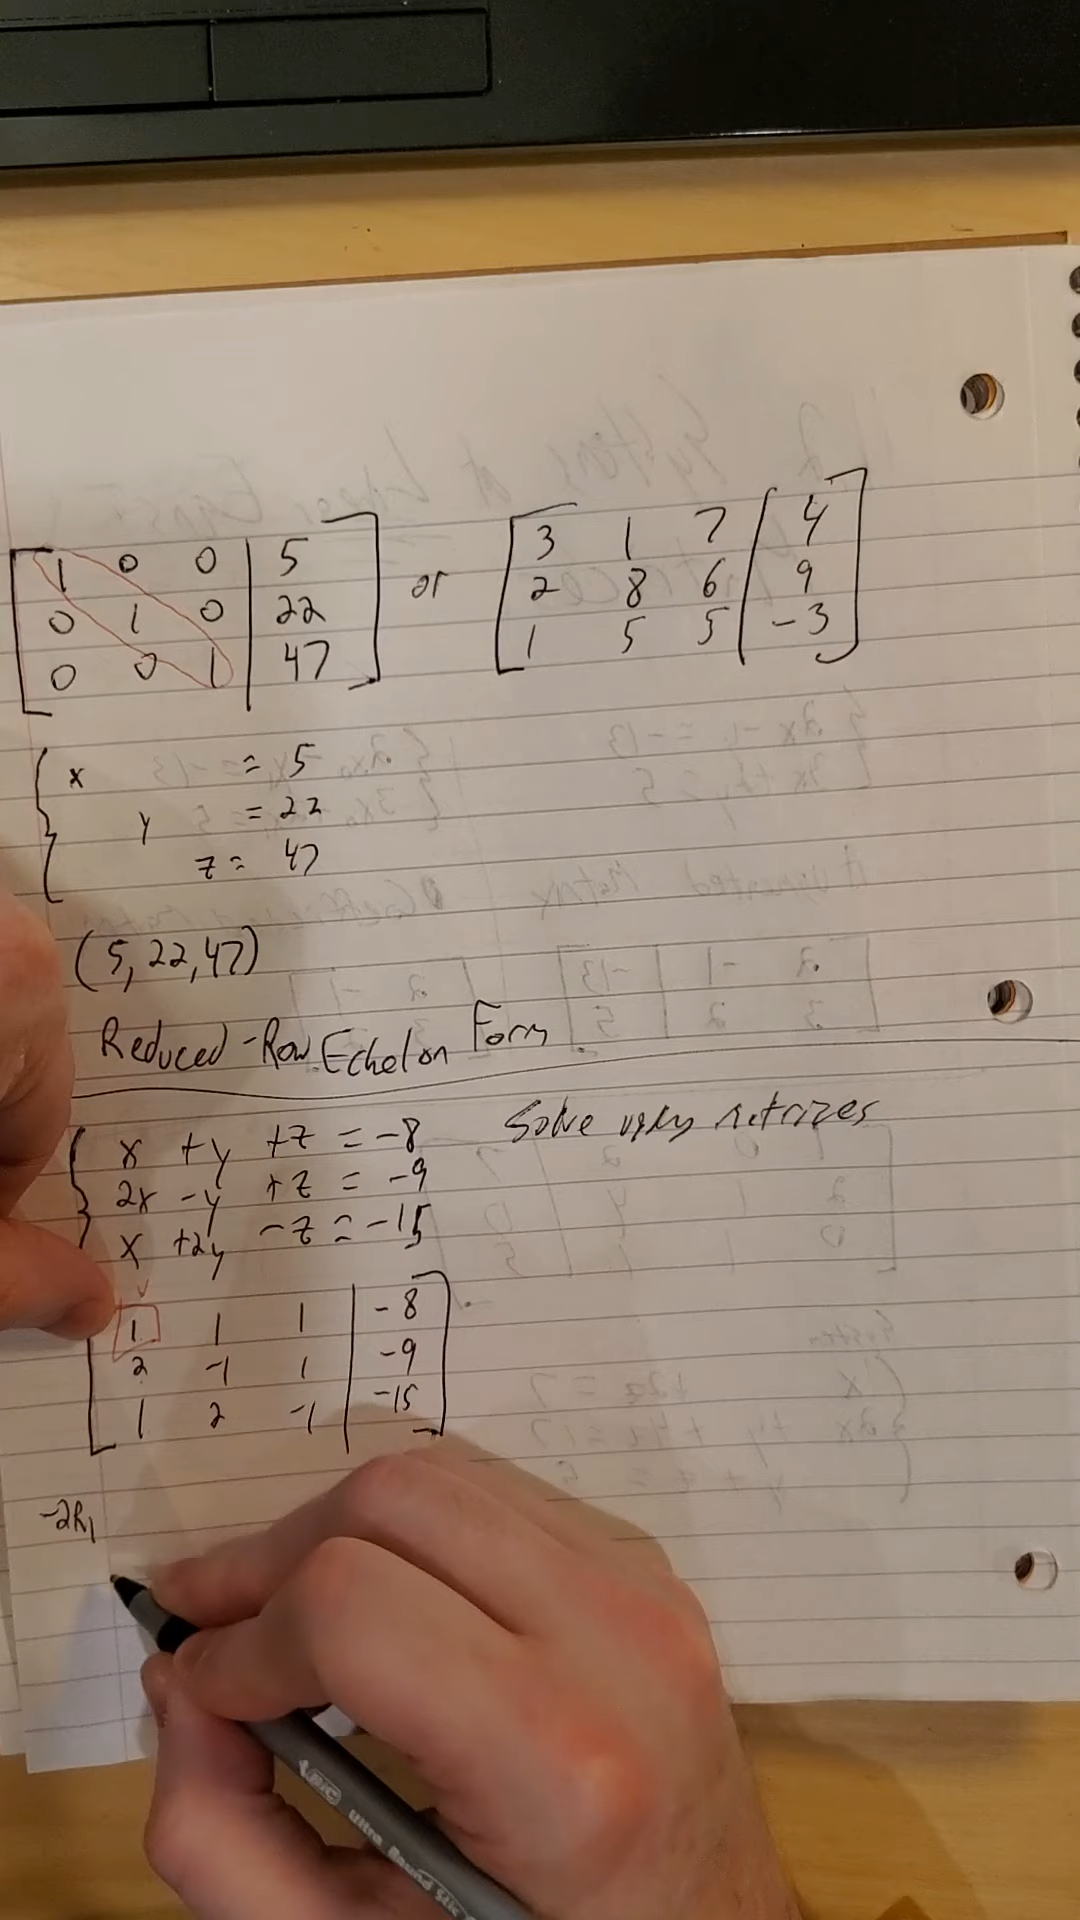 [1 0 0 | 5] or [3 1 7 | 4]
[0 1 0 | 22] [2 8 6 | 9]
[0 0 1 | 47] [1 5 5 | -3]
{ x = 5
y = 22
z = 47
(5, 22, 47)
Reduced-Row Echelon Form
{ x +y +z = -8 Solve using matrizes
2x -y +z = -9
x +2y -z = -15
[1 1 1 | -8]
[2 -1 1 | -9]
[1 2 -1 | -15]
-2R1
BIC